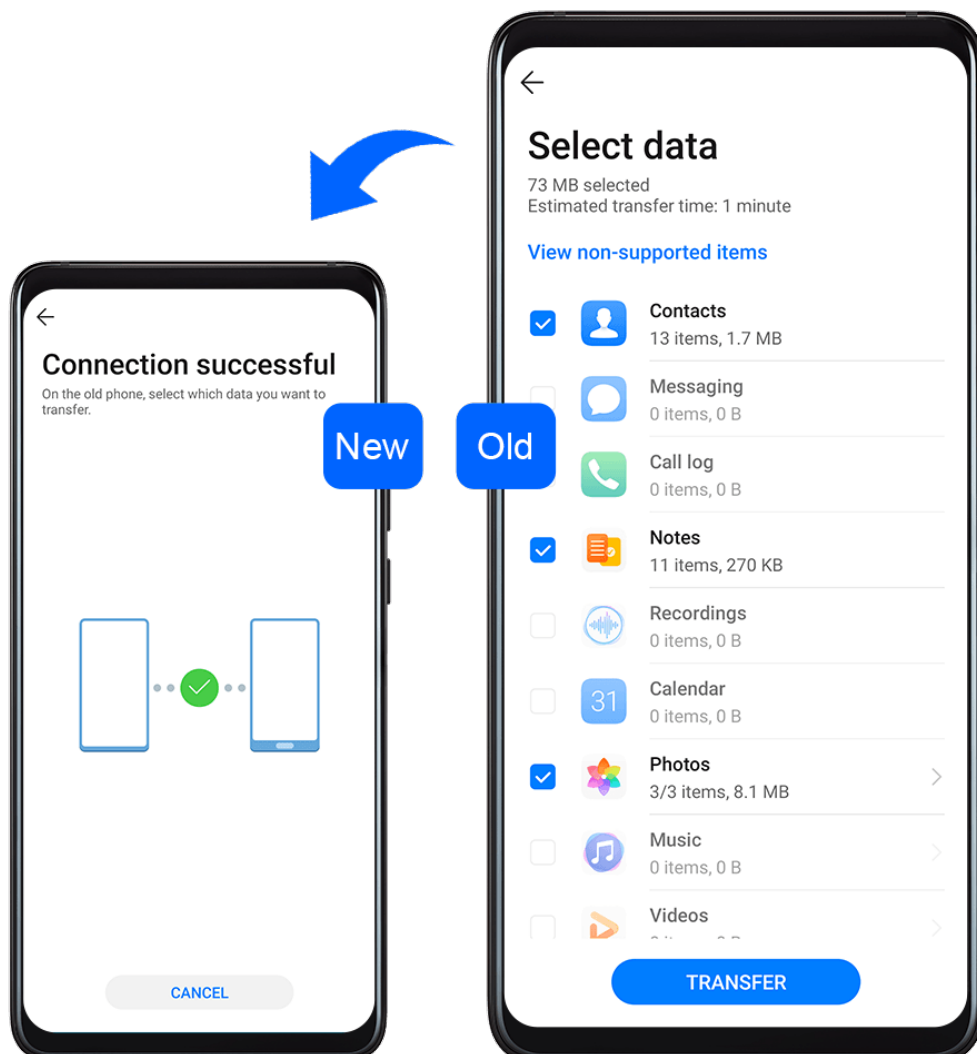 Connection successful
On the old phone, select which data you want to
transfer.
New
CANCEL
Old
Select data
73 MB selected
Estimated transfer time: 1 minute
View non-supported items
Contacts
13 items, 1.7 MB
Messaging
0 items, 0 B
Call log
0 items, 0 B
Notes
11 items, 270 KB
Recordings
0 items, 0 B
31
Calendar
0 items, 0 B
Photos
3/3 items, 8.1 MB
Music
0 items, 0 B
Videos
TRANSFER